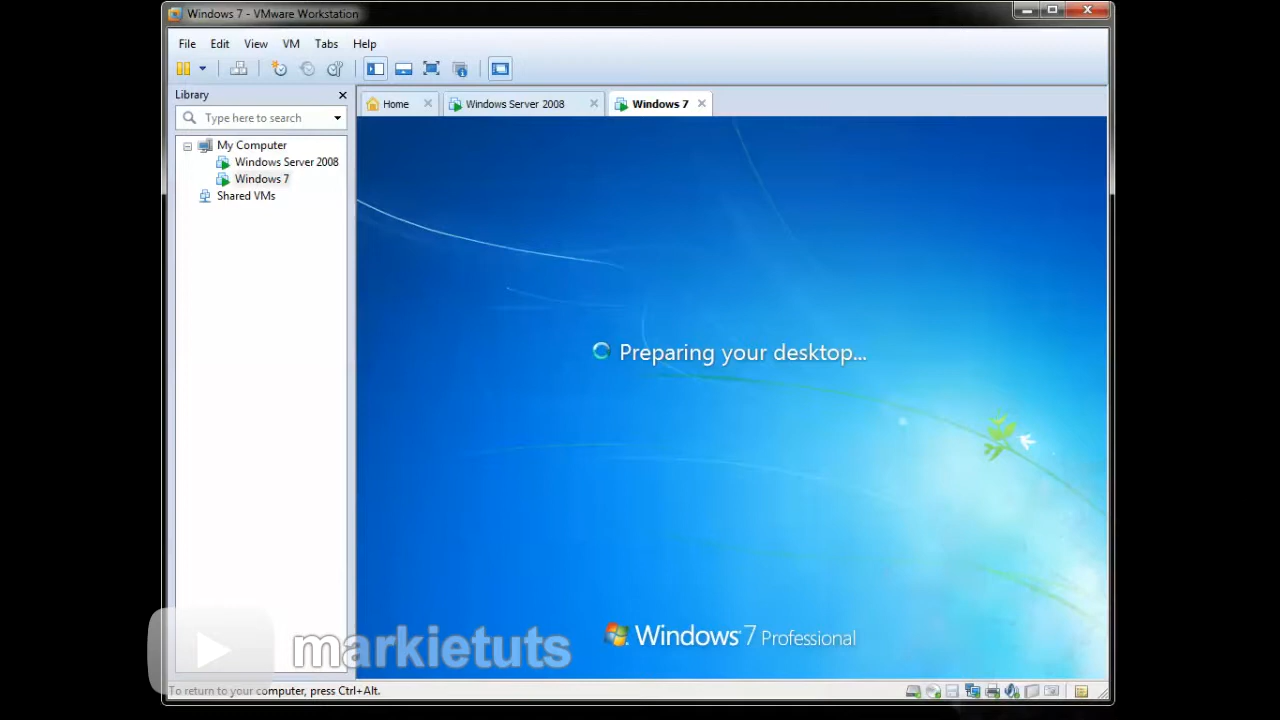 Windows 7 - VMware Workstation
File Edit View VM Tabs Help
Library
Home Windows Server 2008 Windows 7
Type here to search
My Computer
Windows Server 2008
Windows 7
Shared VMs
Preparing your desktop...
Windows 7 Professional
markietuts
To return to your computer, press Ctrl+Alt.